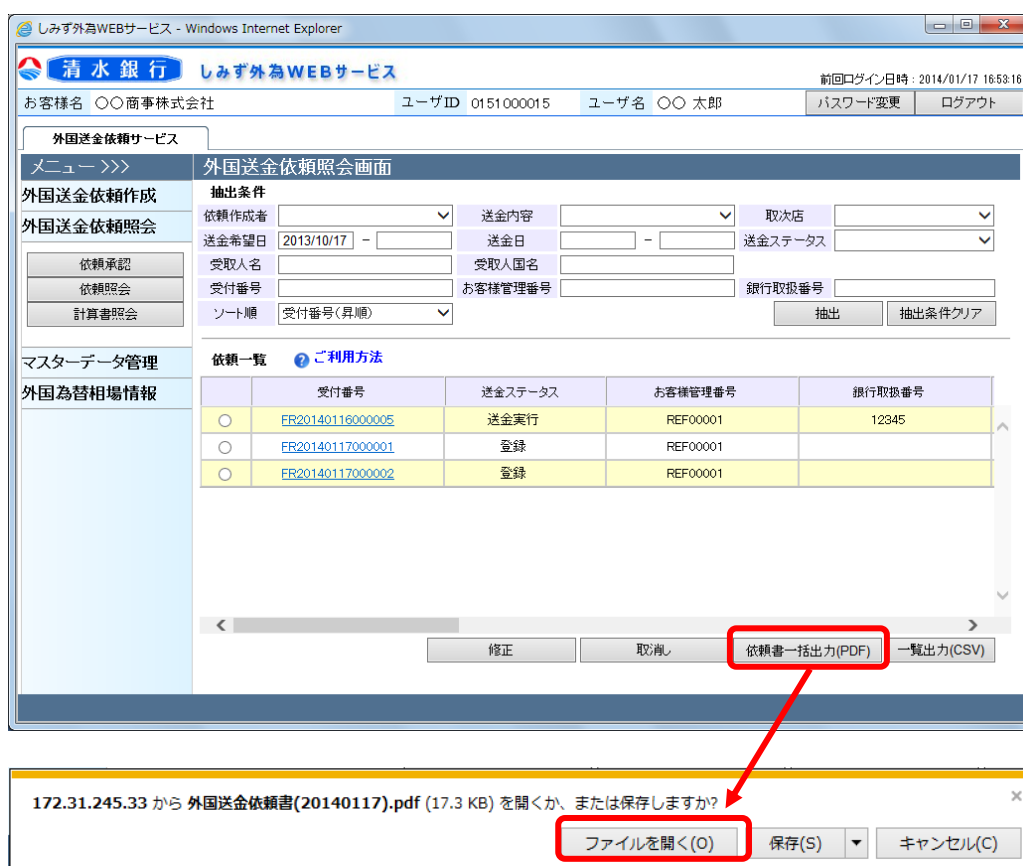 しみず外為WEBサービス - Windows Internet Explorer
清水銀行 しみず外為WEBサービス
前回ログイン日時 : 2014/01/17 16:53:16
お客様名 〇〇商事株式会社 ユーザID 0151000015 ユーザ名 〇〇 太郎 パスワード変更 ログアウト
外国送金依頼サービス
メニュー >>>
外国送金依頼作成
外国送金依頼照会
依頼承認
依頼照会
計算書照会
マスターデータ管理
外国為替相場情報
外国送金依頼照会画面
抽出条件
依頼作成者 送金内容 取次店
送金希望日 2013/10/17 - 送金日 - 送金ステータス
受取人名 受取人国名
受付番号 お客様管理番号 銀行取扱番号
ソート順 受付番号(昇順) 抽出 抽出条件クリア
依頼一覧 ? ご利用方法
受付番号 送金ステータス お客様管理番号 銀行取扱番号
FR20140116000005 送金実行 REF00001 12345
FR20140117000001 登録 REF00001
FR20140117000002 登録 REF00001
修正 取消し 依頼書一括出力(PDF) 一覧出力(CSV)
172.31.245.33 から 外国送金依頼書(20140117).pdf (17.3 KB) を開くか、または保存しますか?
ファイルを開く(O) 保存(S) キャンセル(C)